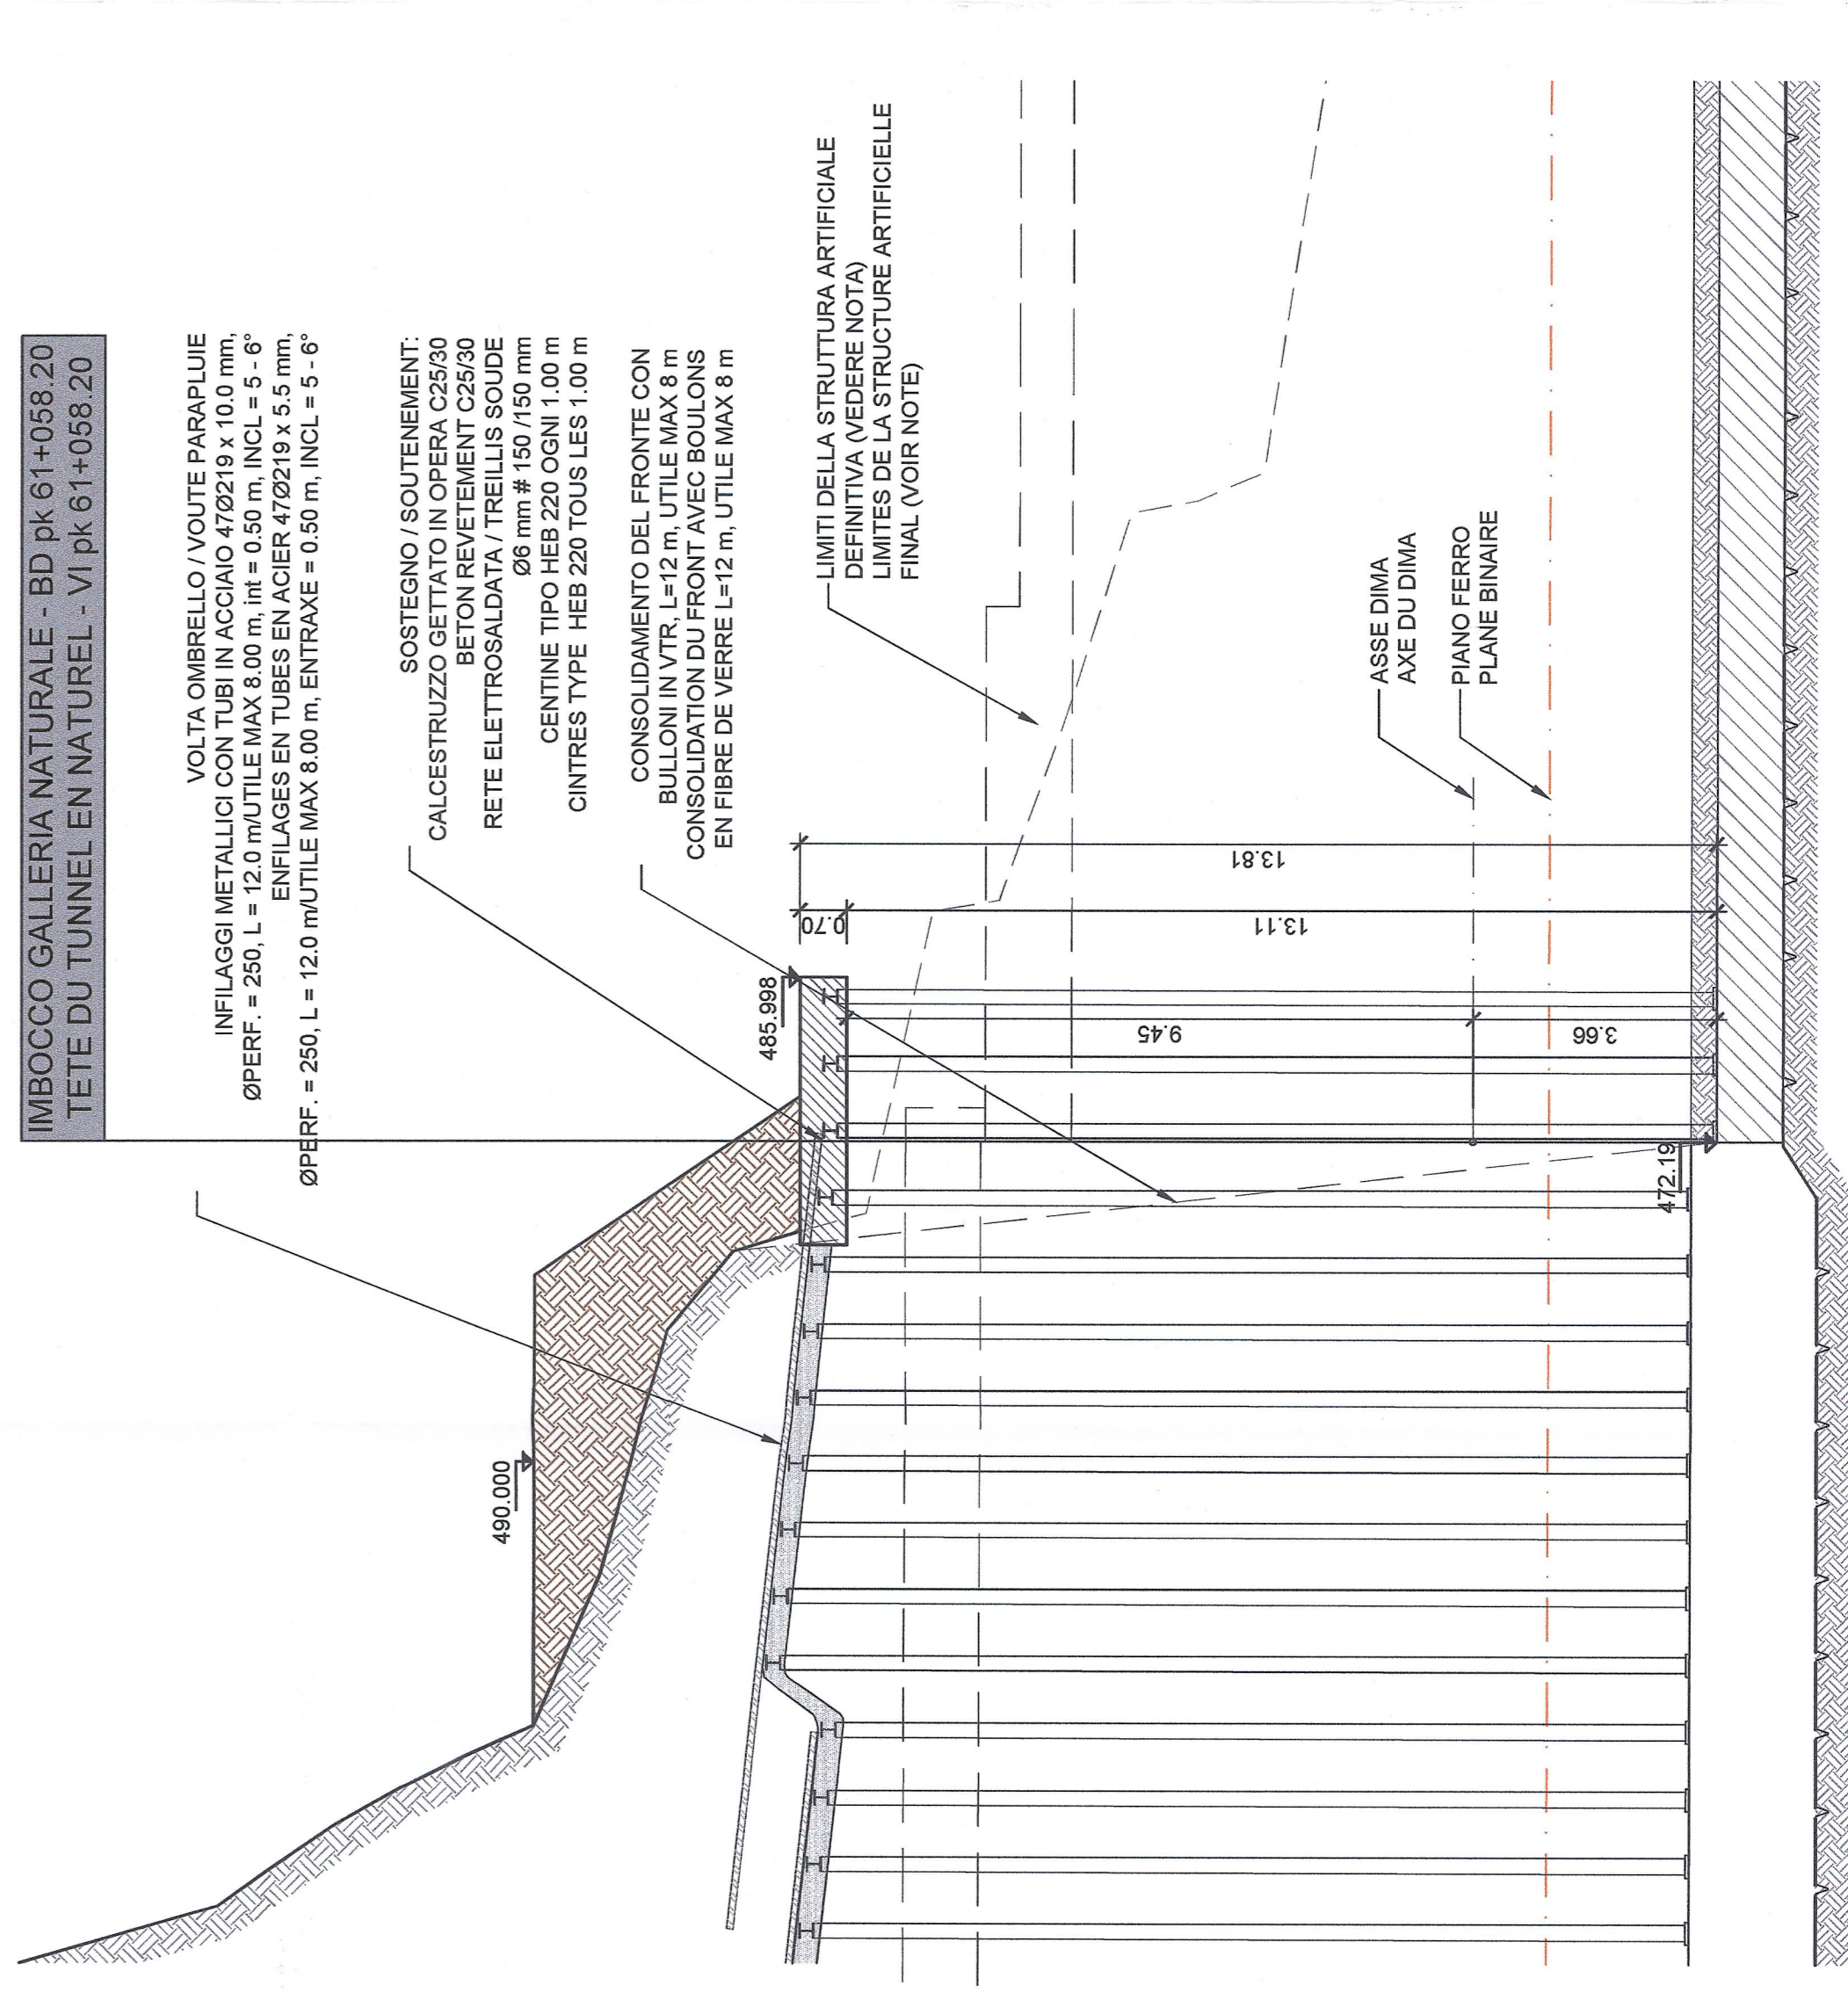 IMBOCCO GALLERIA NATURALE - BD pk 61+058.20
TETE DU TUNNEL EN NATUREL - VI pk 61+058.20
VOLTA OMBRELLO / VOUTE PARAPLUIE
INFILAGGI METALLICI CON TUBI IN ACCIAIO 47Ø219 x 10.0 mm,
ØPERF. = 250, L = 12.0 m/UTILE MAX 8.00 m, int = 0.50 m, INCL = 5 - 6°
ENFILAGES EN TUBES EN ACIER 47Ø219 x 5.5 mm,
ØPERF. = 250, L = 12.0 m/UTILE MAX 8.00 m, ENTRAXE = 0.50 m, INCL = 5 - 6°
SOSTEGNO / SOUTENEMENT:
CALCESTRUZZO GETTATO IN OPERA C25/30
BETON REVETEMENT C25/30
RETE ELETTROSALDATA / TREILLIS SOUDE
Ø6 mm # 150 /150 mm
CENTINE TIPO HEB 220 OGNI 1.00 m
CINTRES TYPE HEB 220 TOUS LES 1.00 m
CONSOLIDAMENTO DEL FRONTE CON
BULLONI IN VTR, L=12 m, UTILE MAX 8 m
CONSOLIDATION DU FRONT AVEC BOULONS
EN FIBRE DE VERRE L=12 m, UTILE MAX 8 m
LIMITI DELLA STRUTTURA ARTIFICIALE
DEFINITIVA (VEDERE NOTA)
LIMITES DE LA STRUCTURE ARTIFICIELLE
FINAL (VOIR NOTE)
490.000
485.998
0.70
13.81
13.11
9.45
3.66
ASSE DIMA
AXE DU DIMA
PIANO FERRO
PLANE BINAIRE
472.19